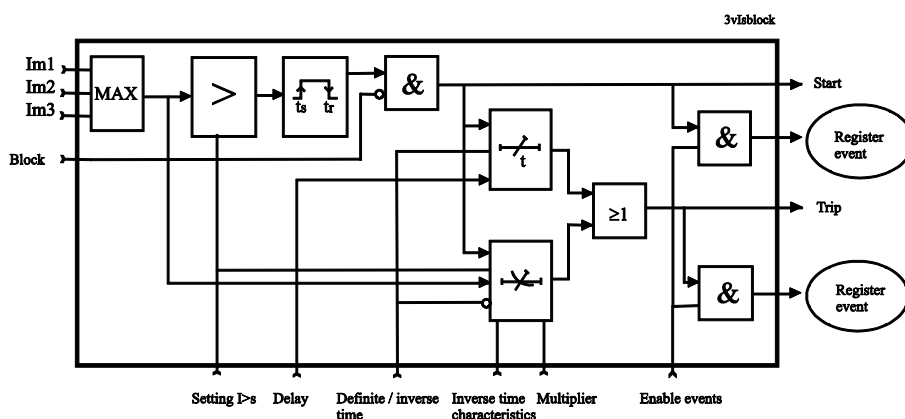 3vIsblock
Im1
Im2
Im3
MAX
>
ts
tr
&
Start
Block
t
&
Register
event
≥1
Trip
&
Register
event
Setting I>s
Delay
Definite / inverse
time
Inverse time
characteristics
Multiplier
Enable events